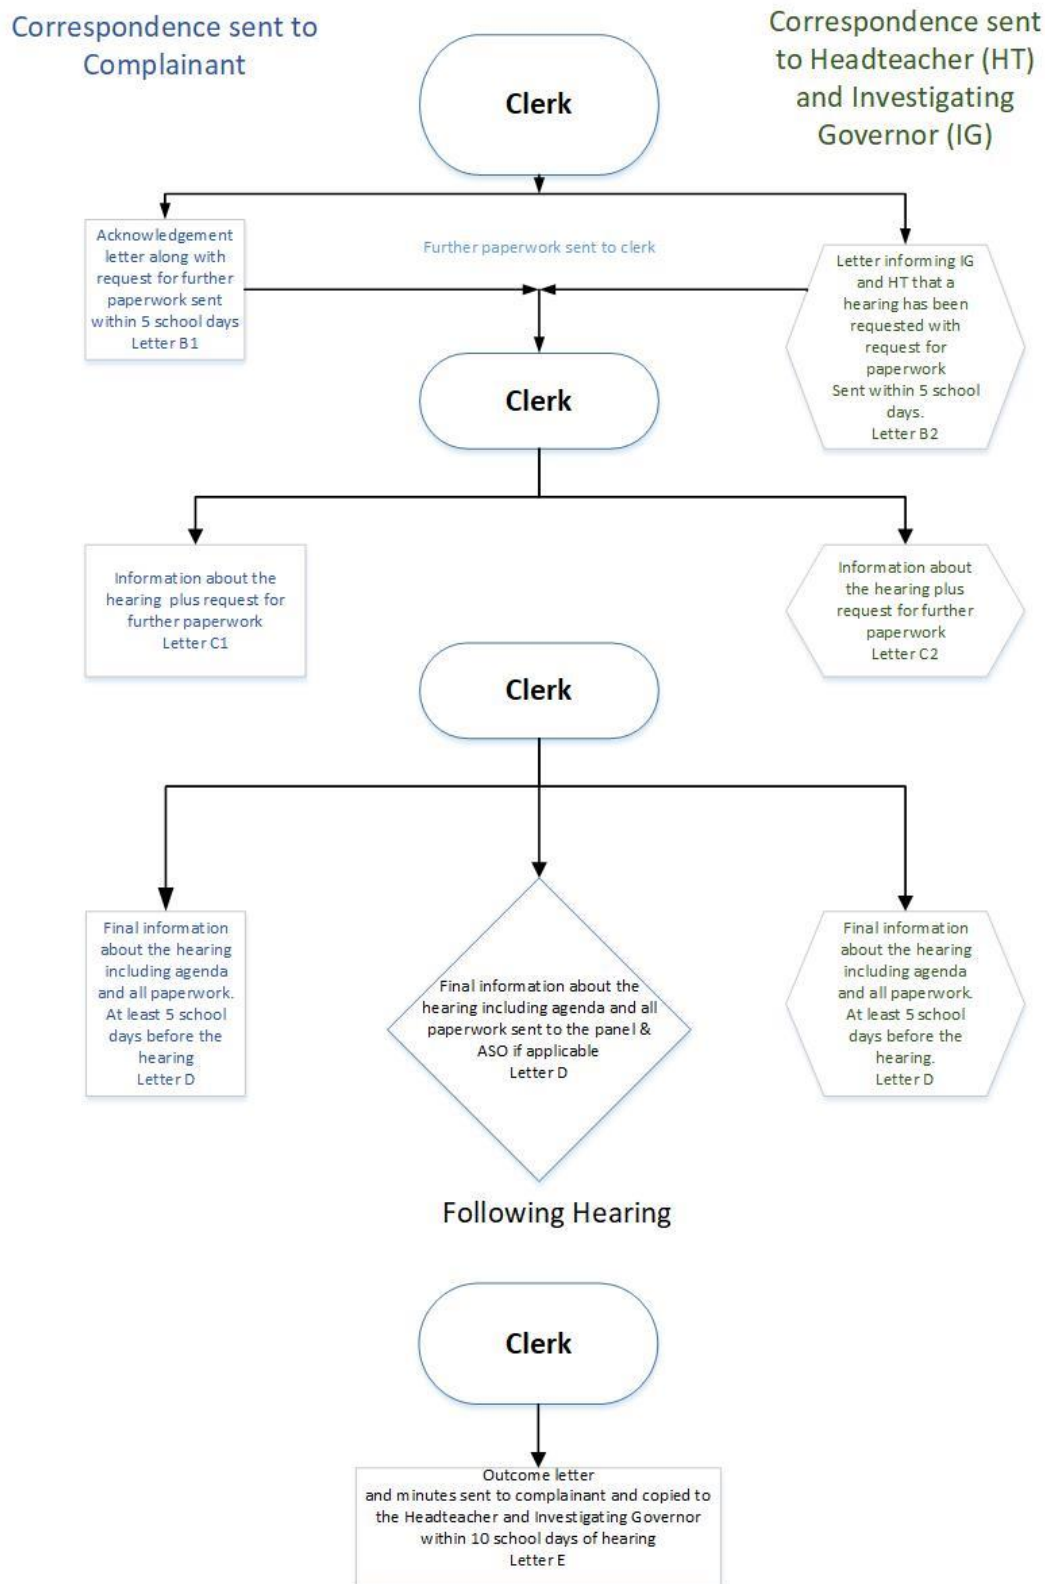 Correspondence sent to
Complainant
Correspondence sent
to Headteacher (HT)
and Investigating
Governor (IG)
Clerk
Acknowledgement
letter along with
request for further
paperwork sent
within 5 school days
Letter B1
Further paperwork sent to clerk
Letter informing IG
and HT that a
hearing has been
requested with
request for
paperwork
Sent within 5 school
days.
Letter B2
Clerk
Information about the
hearing plus request for
further paperwork
Letter C1
Information about
the hearing plus
request for further
paperwork
Letter C2
Clerk
Final information
about the hearing
including agenda
and all paperwork.
At least 5 school
days before the
hearing
Letter D
Final information about the
hearing including agenda and all
paperwork sent to the panel &
ASO if applicable
Letter D
Final information
about the hearing
including agenda
and all paperwork.
At least 5 school
days before the
hearing.
Letter D
Following Hearing
Clerk
Outcome letter
and minutes sent to complainant and copied to
the Headteacher and Investigating Governor
within 10 school days of hearing
Letter E